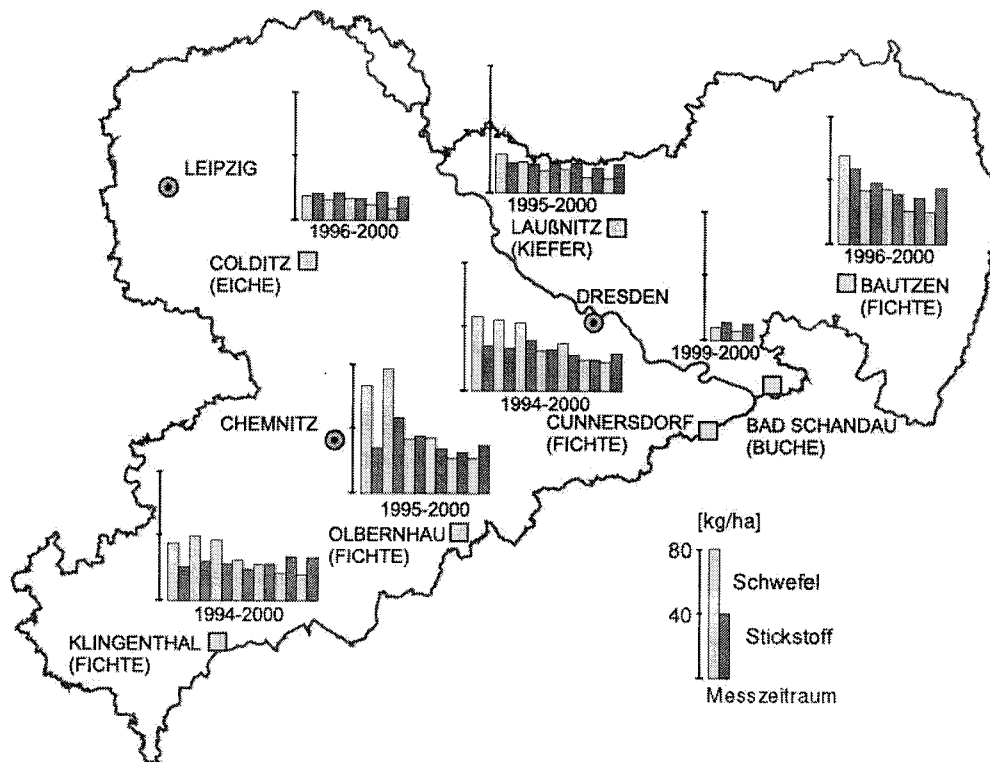 LEIPZIG
1996-2000
COLDITZ
(EICHE)
1995-2000
LAUßNITZ
(KIEFER)
1996-2000
BAUTZEN
(FICHTE)
DRESDEN
1999-2000
1994-2000
CUNNERSDORF
(FICHTE)
BAD SCHANDAU
(BUCHE)
CHEMNITZ
1995-2000
OLBERNHAU
(FICHTE)
1994-2000
KLINGENTHAL
(FICHTE)
[kg/ha]
80
Schwefel
40
Stickstoff
Messzeitraum